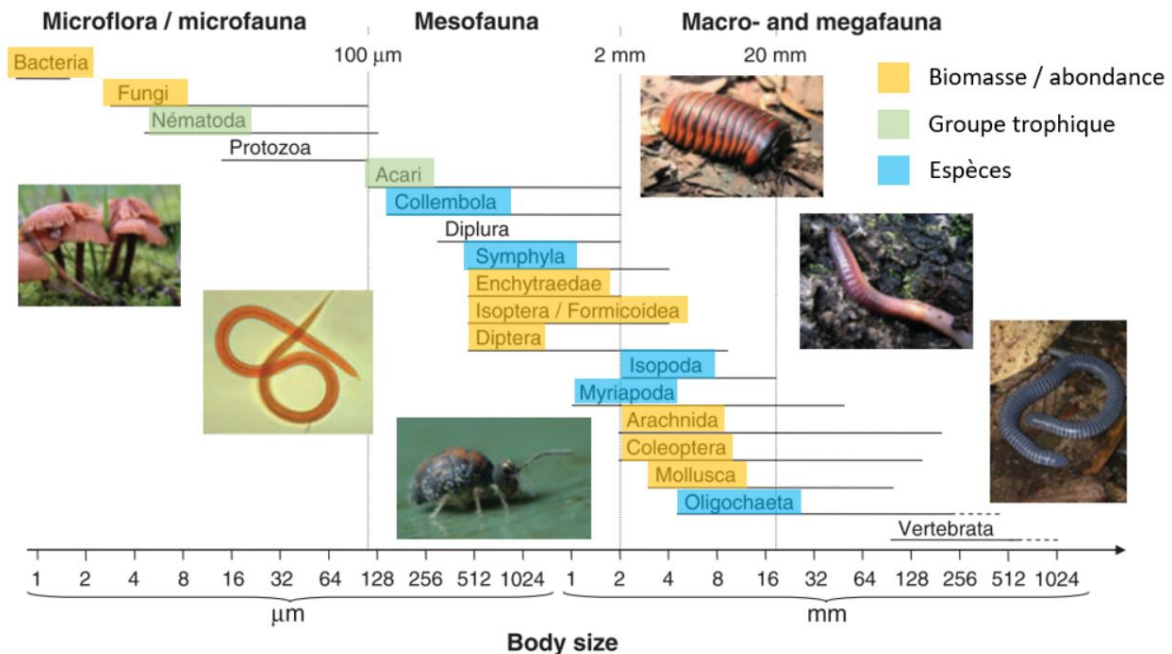 Microflora / microfauna
Mesofauna
Macro- and megafauna
100 µm
2 mm
20 mm
Biomasse / abondance
Groupe trophique
Espèces
Bacteria
Fungi
Nématoda
Protozoa
Acari
Collembola
Diplura
Symphyla
Enchytraedae
Isoptera / Formicoidea
Diptera
Isopoda
Myriapoda
Arachnida
Coleoptera
Mollusca
Oligochaeta
Vertebrata
1 2 4 8 16 32 64 128 256 512 1024 1 2 4 8 16 32 64 128 256 512 1024
µm
mm
Body size